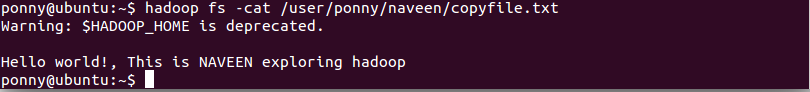 ponny@ubuntu:~$ hadoop fs -cat /user/ponny/naveen/copyfile.txt
Warning: $HADOOP_HOME is deprecated.
Hello world!, This is NAVEEN exploring hadoop
ponny@ubuntu:~$